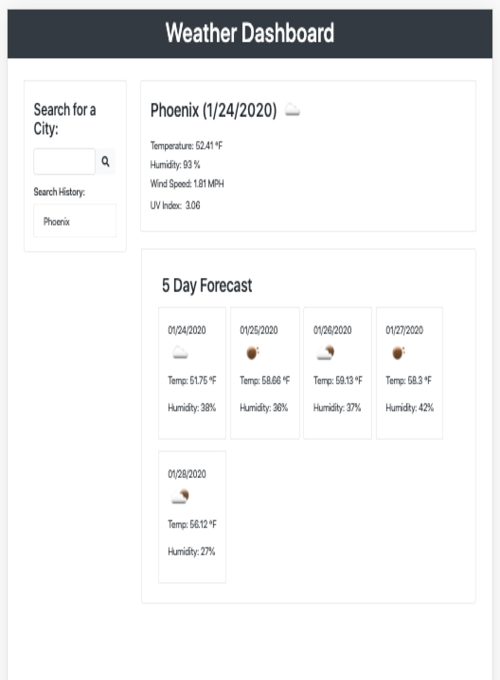 Weather Dashboard
Search for a
City:
Search History:
Phoenix
Phoenix (1/24/2020)
Temperature: 52.41 °F
Humidity: 93 %
Wind Speed: 1.81 MPH
UV Index: 3.06
5 Day Forecast
01/24/2020
Temp: 51.75 °F
Humidity: 38%
01/25/2020
Temp: 58.66 °F
Humidity: 36%
01/26/2020
Temp: 59.13 °F
Humidity: 37%
01/27/2020
Temp: 58.3 °F
Humidity: 42%
01/28/2020
Temp: 56.12 °F
Humidity: 27%